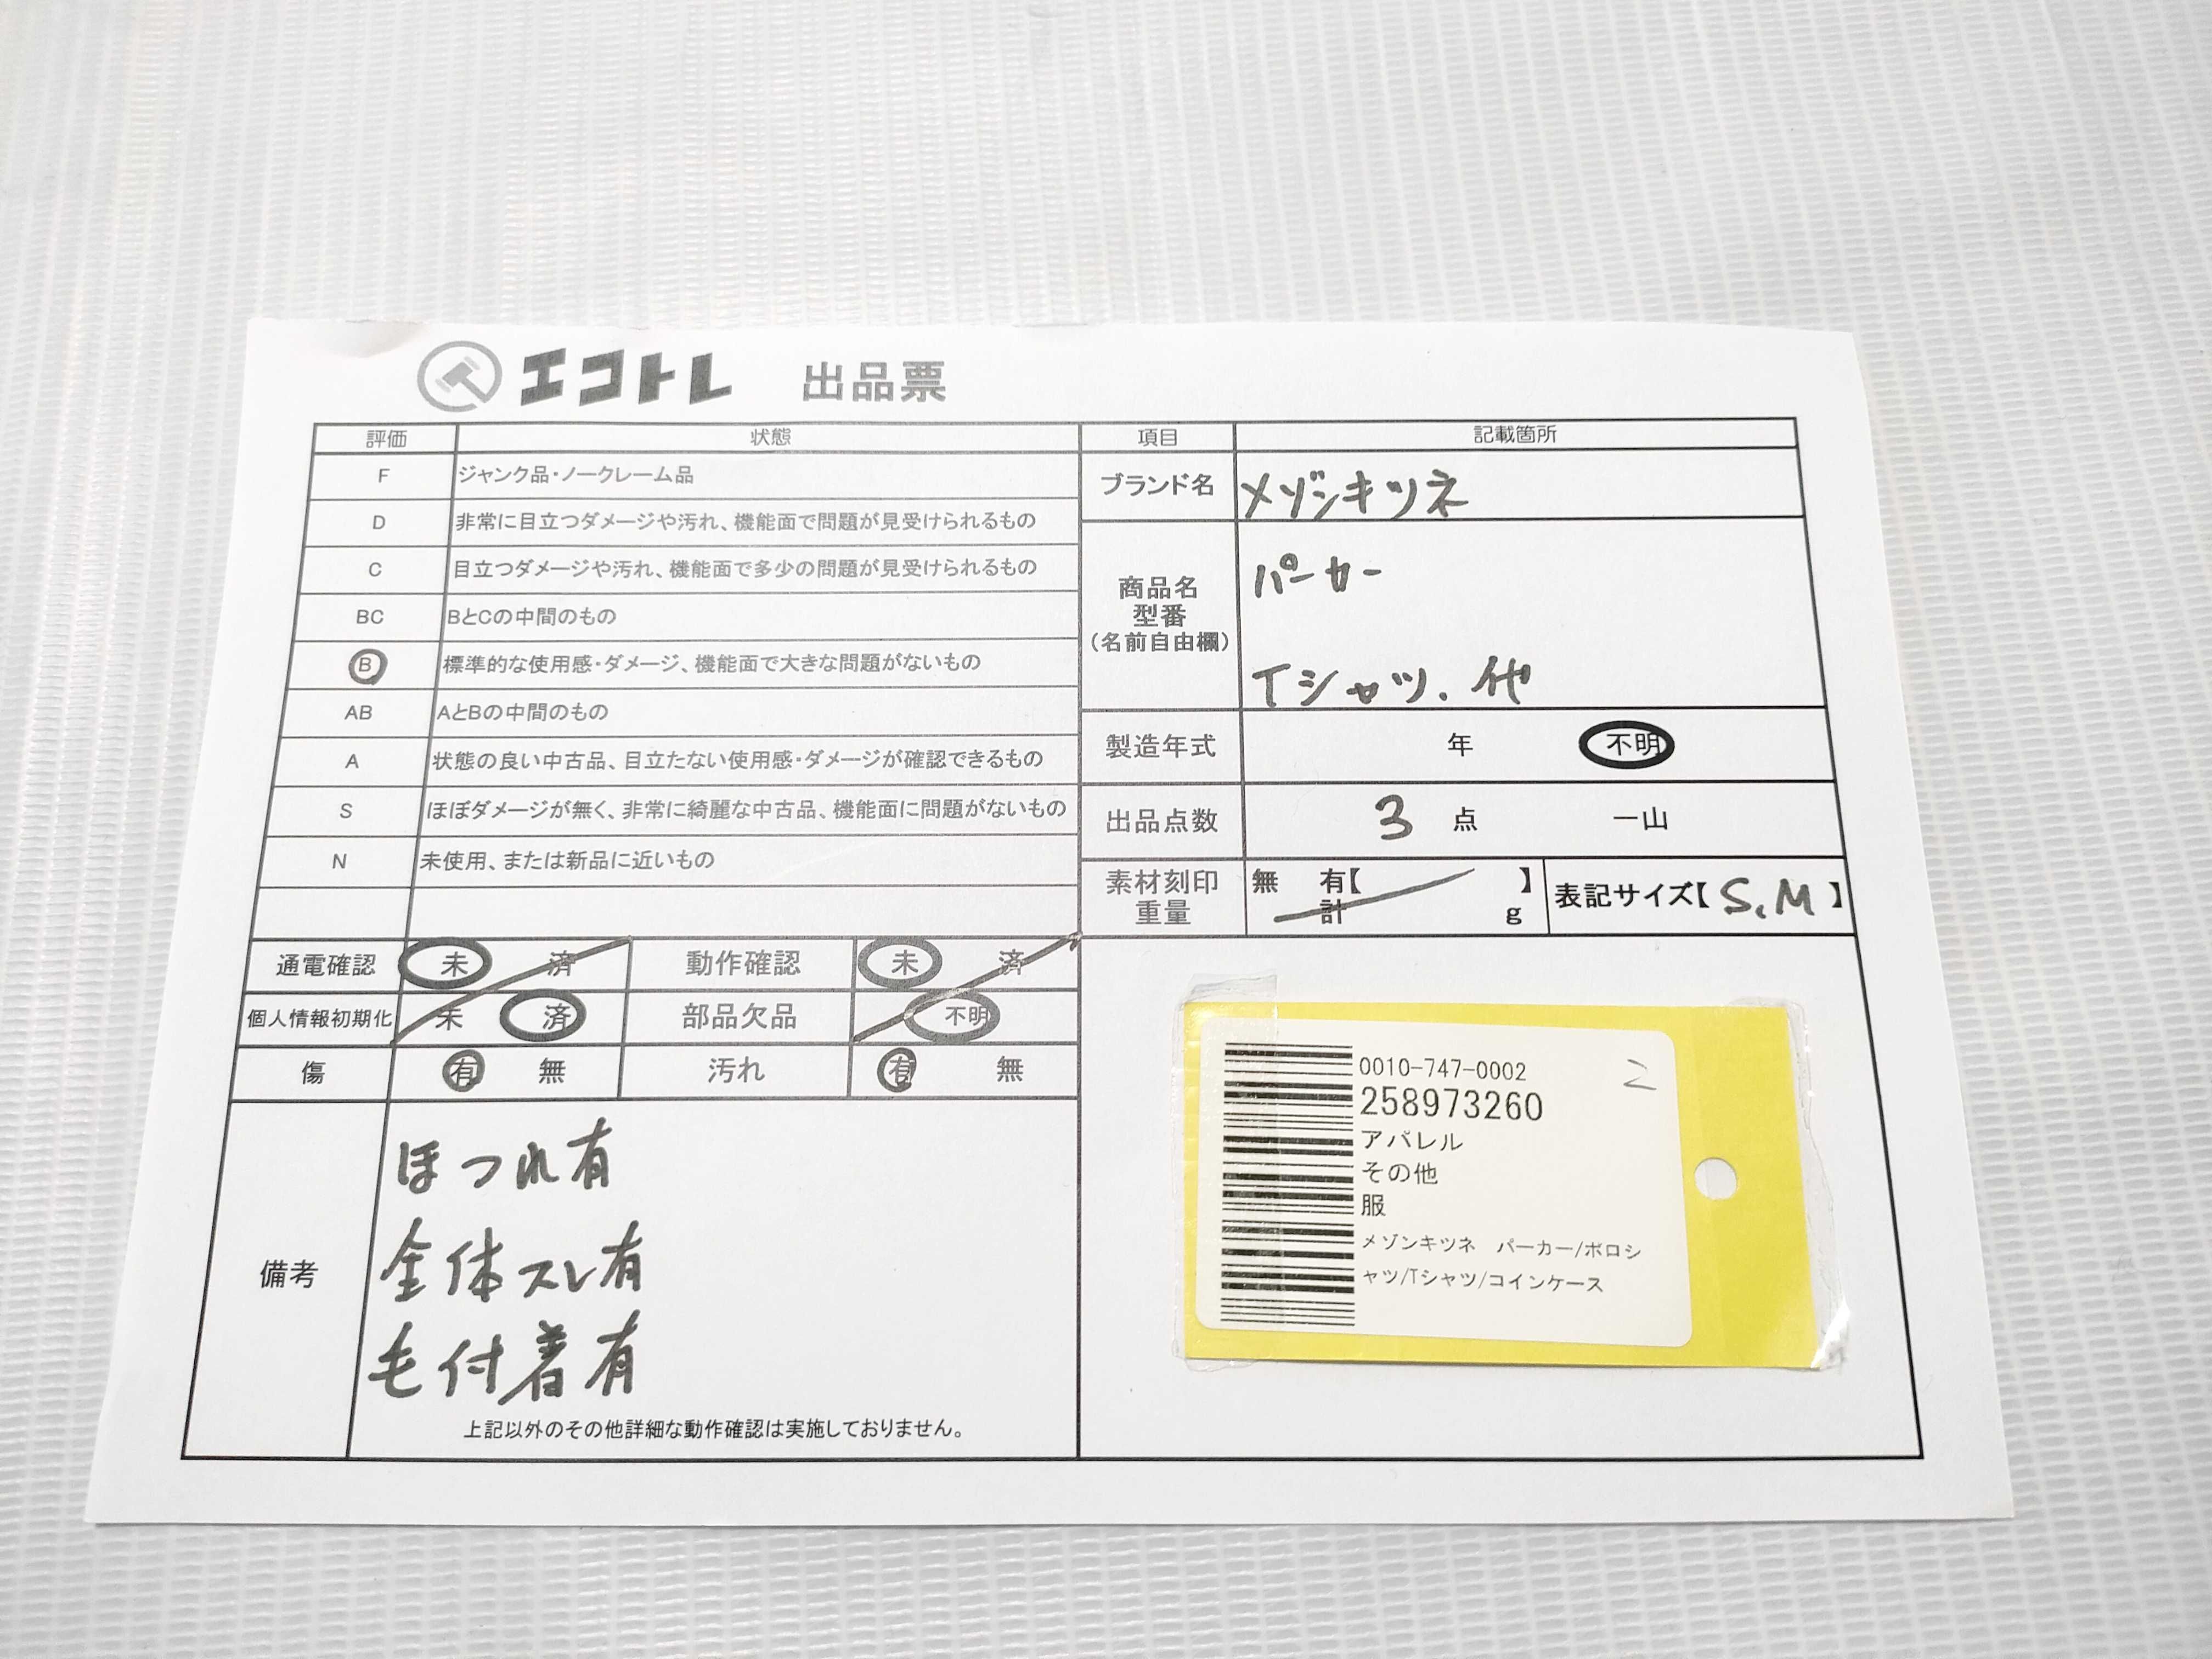 エコトレ 出品票
評価 状態
F ジャンク品・ノークレーム品
D 非常に目立つダメージや汚れ、機能面で問題が見受けられるもの
C 目立つダメージや汚れ、機能面で多少の問題が見受けられるもの
BC BとCの中間のもの
B 標準的な使用感・ダメージ、機能面で大きな問題がないもの
AB AとBの中間のもの
A 状態の良い中古品、目立たない使用感・ダメージが確認できるもの
S ほぼダメージが無く、非常に綺麗な中古品、機能面に問題がないもの
N 未使用、または新品に近いもの
通電確認 未 済 動作確認 未 済
個人情報初期化 未 済 部品欠品 不明
傷 有 無 汚れ 有 無
備考
ほつれ有
全体スレ有
毛付着有
上記以外のその他詳細な動作確認は実施しておりません。
項目 記載箇所
ブランド名 メゾンキツネ
商品名
型番
(名前自由欄)
パーカー
Tシャツ、他
製造年式 年 不明
出品点数 3 点 一山
素材刻印 無 有【 】
重量 計 g
表記サイズ【S、M】
0010-747-0002
2
258973260
アパレル
その他
服
メゾンキツネ パーカー/ポロシ
ャツ/Tシャツ/コインケース